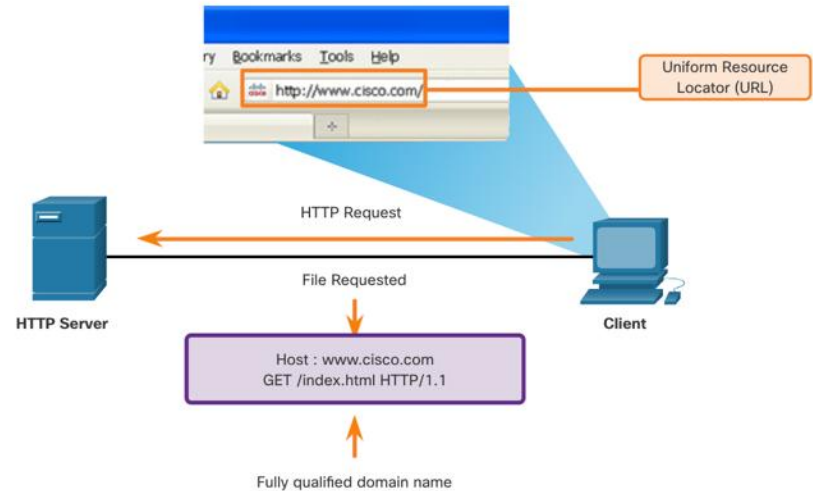 ry Bookmarks Tools Help
http://www.cisco.com/
Uniform Resource
Locator (URL)
HTTP Request
File Requested
HTTP Server
Client
Host : www.cisco.com
GET /index.html HTTP/1.1
Fully qualified domain name